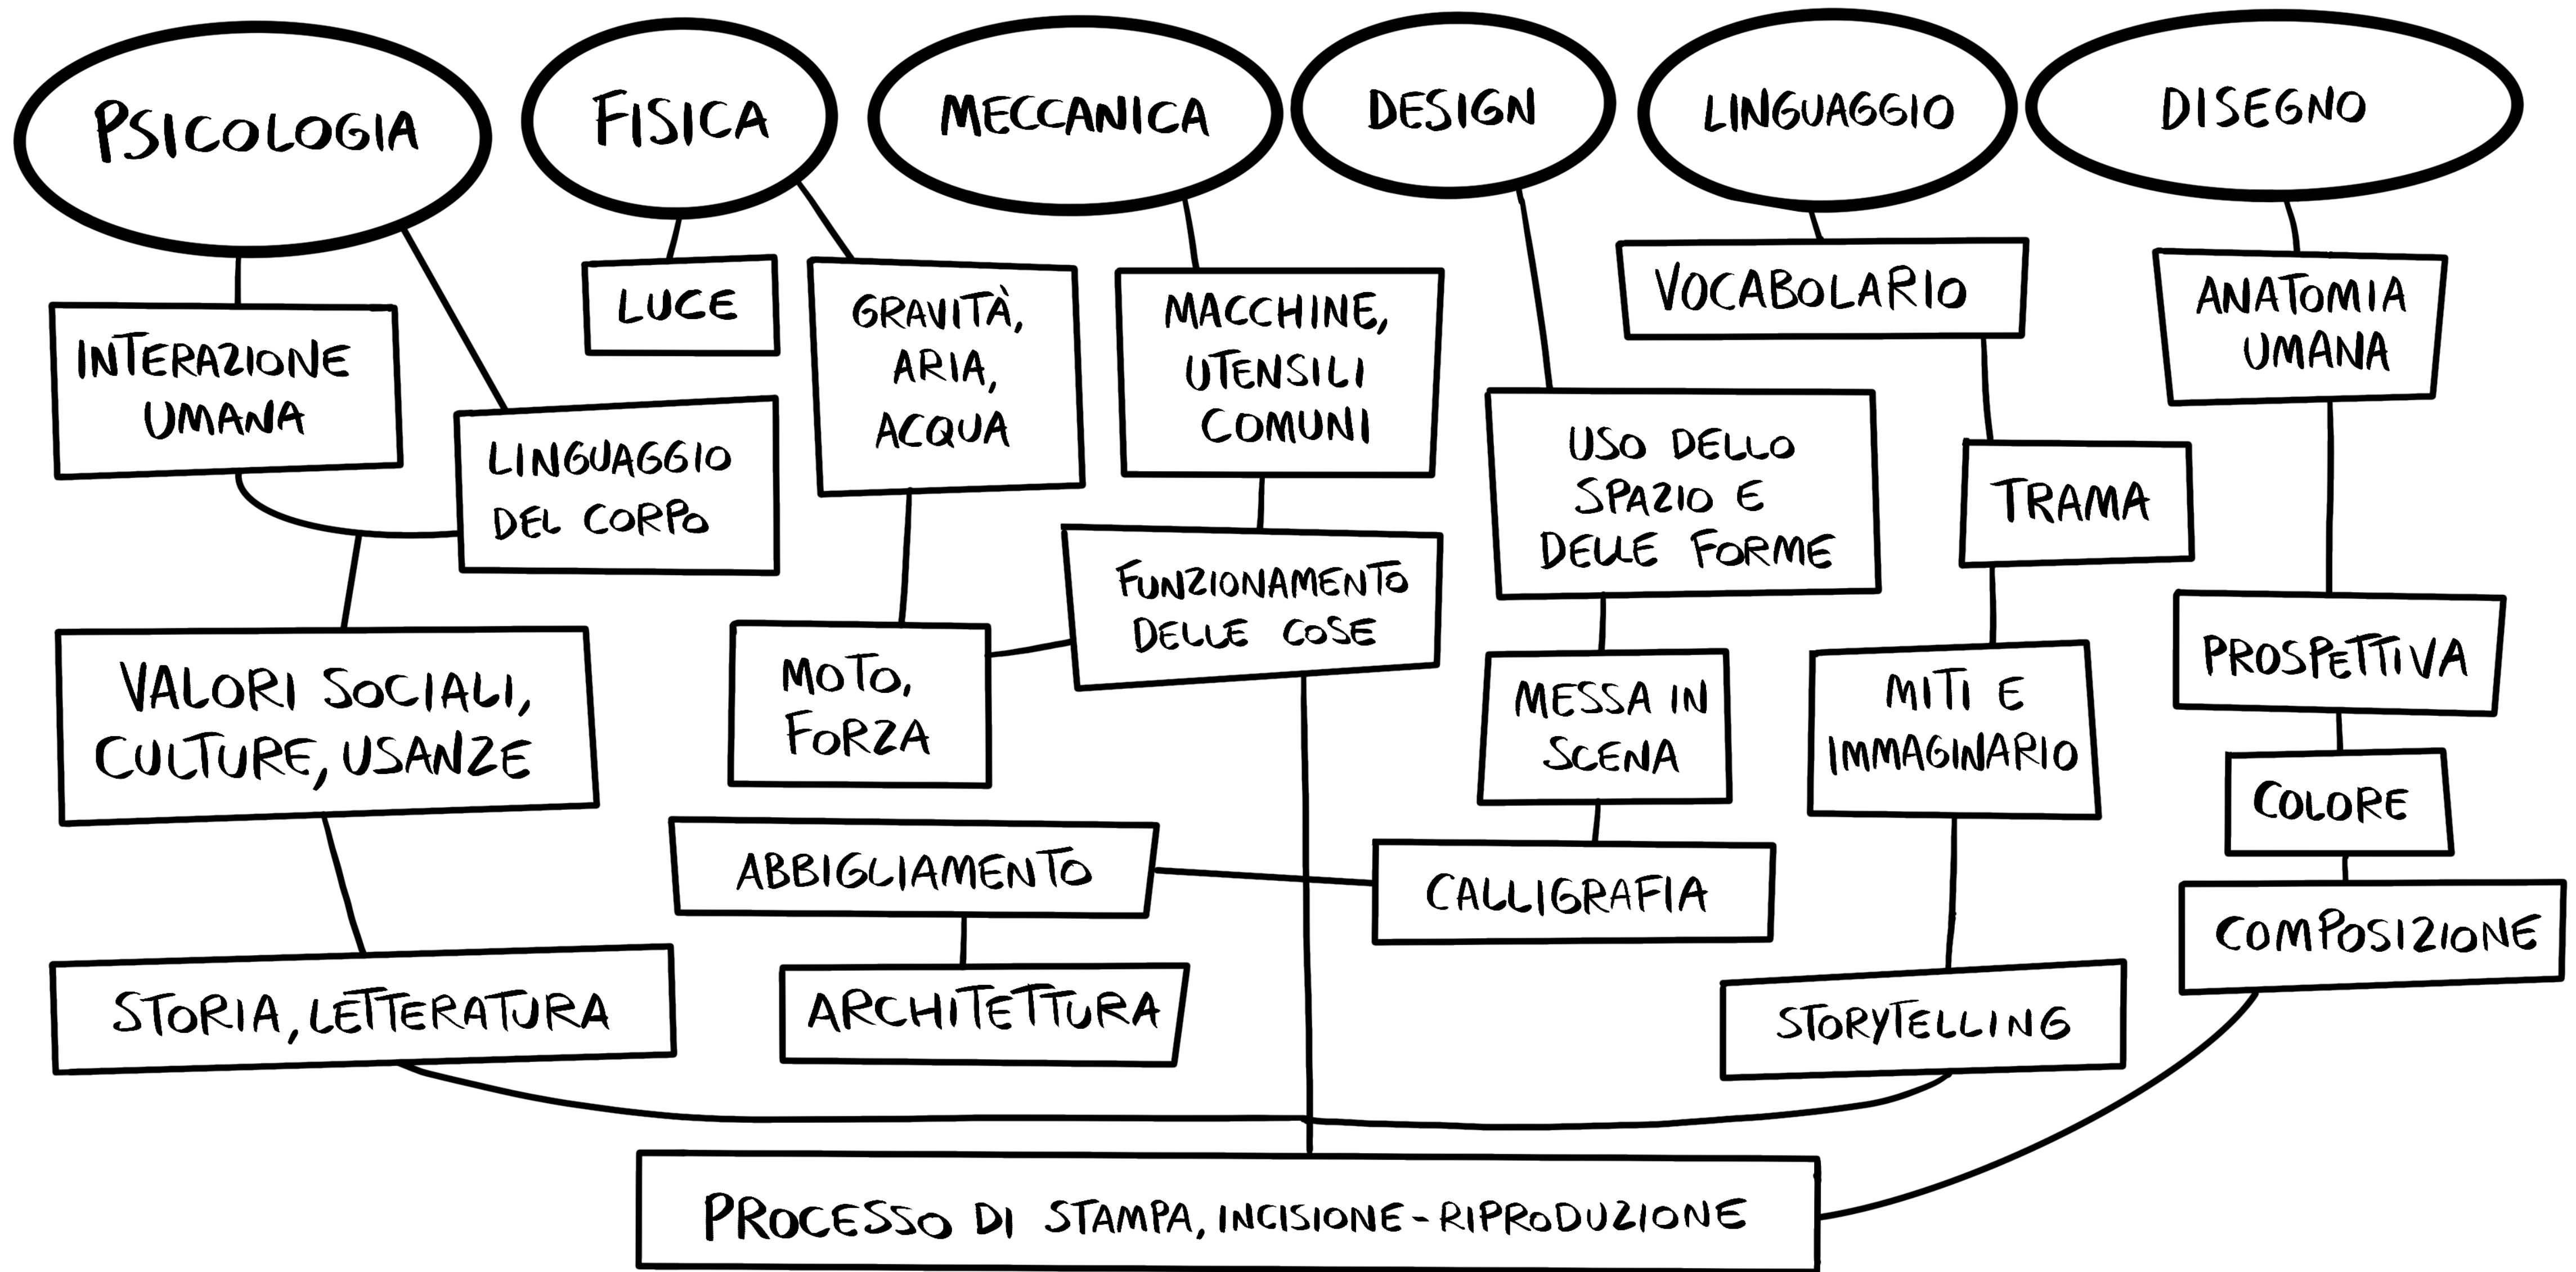 PSICOLOGIA
FISICA
MECCANICA
DESIGN
LINGUAGGIO
DISEGNO
INTERAZIONE
UMANA
LINGUAGGIO
DEL CORPO
LUCE
GRAVITÀ,
ARIA,
ACQUA
MACCHINE,
UTENSILI
COMUNI
USO DELLO
SPAZIO E
DELLE FORME
VOCABOLARIO
TRAMA
ANATOMIA
UMANA
VALORI SOCIALI,
CULTURE, USANZE
MOTO,
FORZA
FUNZIONAMENTO
DELLE COSE
MESSA IN
SCENA
MITI E
IMMAGINARIO
PROSPETTIVA
COLORE
ABBIGLIAMENTO
CALLIGRAFIA
COMPOSIZIONE
STORIA, LETTERATURA
ARCHITETTURA
STORYTELLING
PROCESSO DI STAMPA, INCISIONE-RIPRODUZIONE